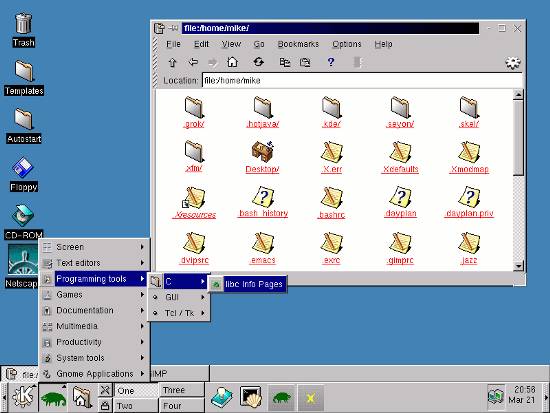 Trash
Templates
Autostart
Floppy
CD-ROM
Netscap
file:/home/mike/
File Edit View Go Bookmarks Options Help
Location: file:/home/mike
.grok/ .hotjava/ .kde/ .seyon/ .skel/
.xfm/ Desktop/ .X.err .Xdefaults .Xmodmap
.Xresources .bash_history .bashrc .dayplan .dayplan.priv
.dvipsrc .emacs .exrc .gimprc .jazz
Screen
Text editors
Programming tools
Games
Documentation
Multimedia
Productivity
System tools
Gnome Applications
C
GUI
Tcl / Tk
libc Info Pages
file:/
GIMP
One Three
Two Four
20:56
Mar 21